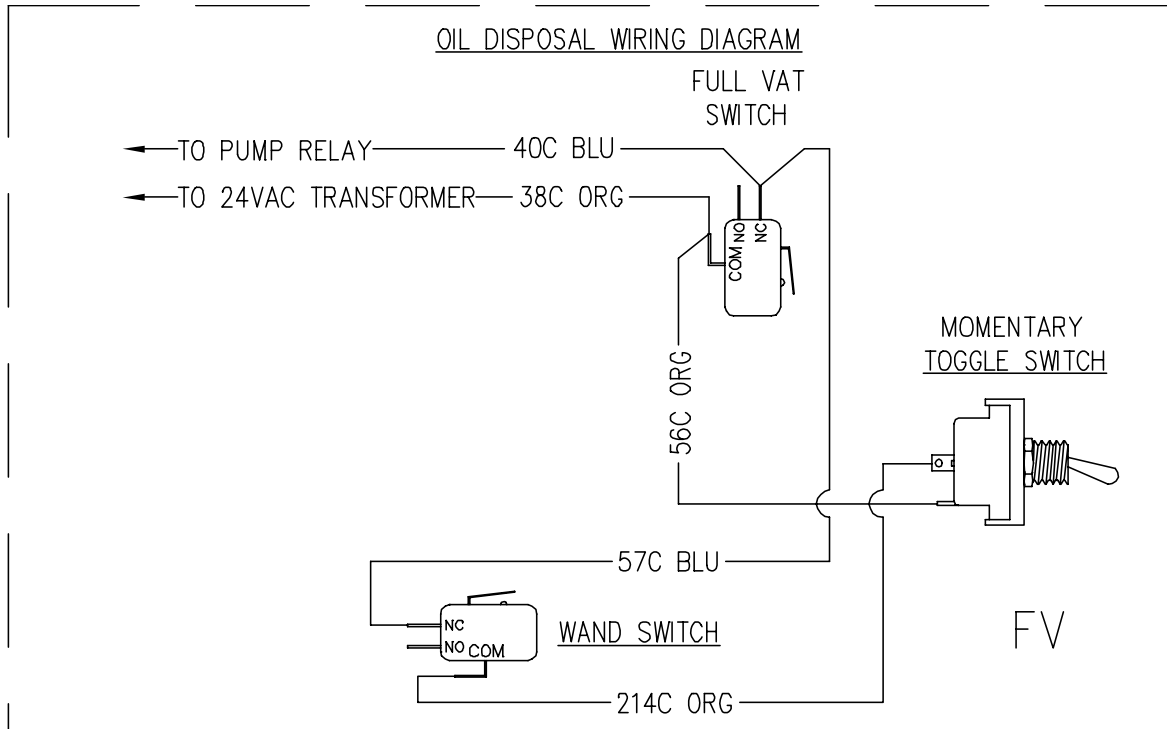 OIL DISPOSAL WIRING DIAGRAM
FULL VAT
SWITCH
TO PUMP RELAY
40C BLU
TO 24VAC TRANSFORMER
38C ORG
NO
NC
COM
56C ORG
MOMENTARY
TOGGLE SWITCH
57C BLU
NC
NO
COM
WAND SWITCH
FV
214C ORG